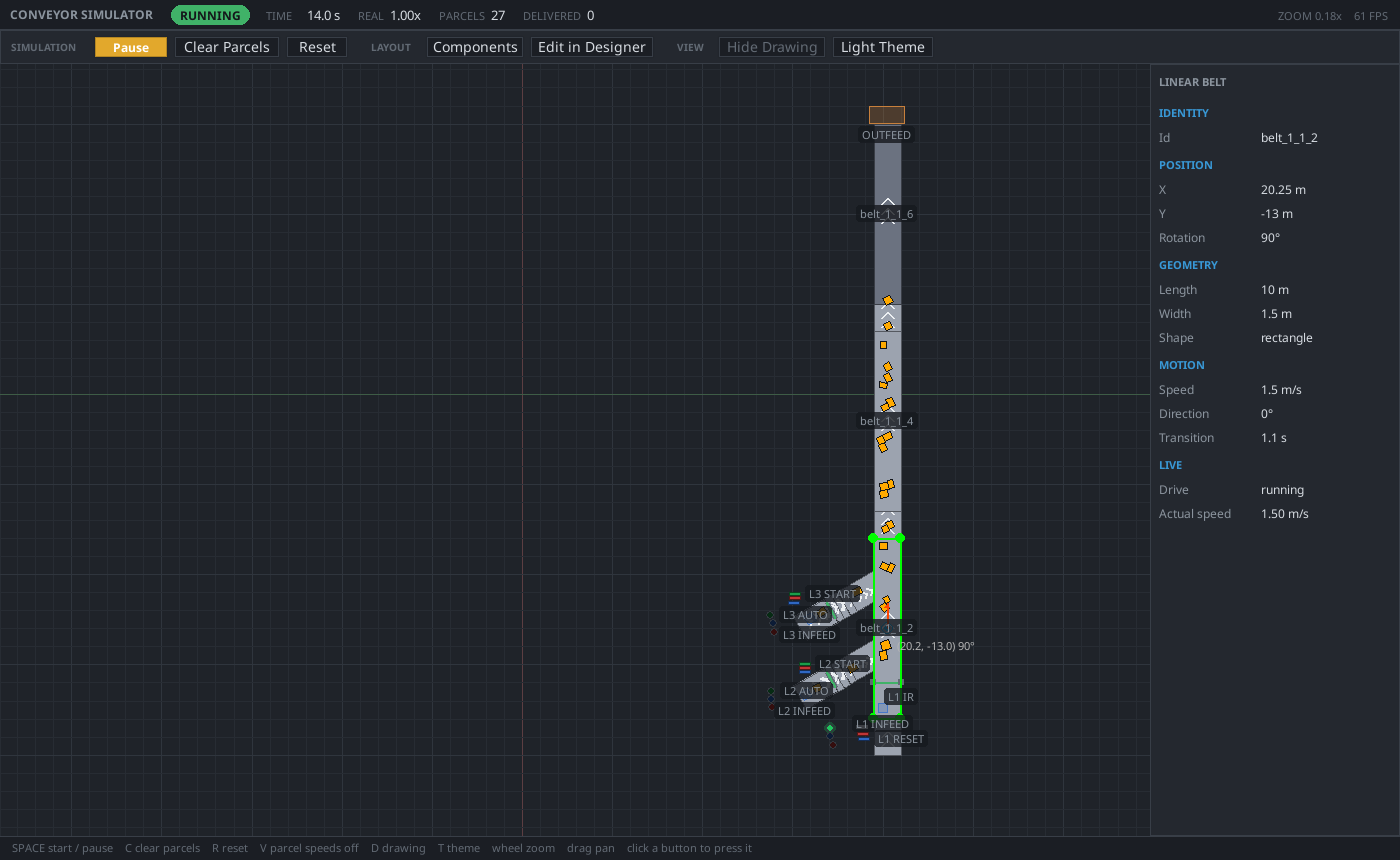 CONVEYOR SIMULATOR RUNNING TIME 14.0 s REAL 1.00x PARCELS 27 DELIVERED 0 ZOOM 0.18x 61 FPS
SIMULATION Pause Clear Parcels Reset LAYOUT Components Edit in Designer VIEW Hide Drawing Light Theme
OUTFEED
belt_1_1_6
belt_1_1_4
L3 START
L3 AUTO
belt_1_1_2
L3 INFEED
(20.2, -13.0) 90°
L2 START
L2 AUTO
L1 IR
L2 INFEED
L1 INFEED
L1 RESET
LINEAR BELT
IDENTITY
Id belt_1_1_2
POSITION
X 20.25 m
Y -13 m
Rotation 90°
GEOMETRY
Length 10 m
Width 1.5 m
Shape rectangle
MOTION
Speed 1.5 m/s
Direction 0°
Transition 1.1 s
LIVE
Drive running
Actual speed 1.50 m/s
SPACE start / pause C clear parcels R reset V parcel speeds off D drawing T theme wheel zoom drag pan click a button to press it